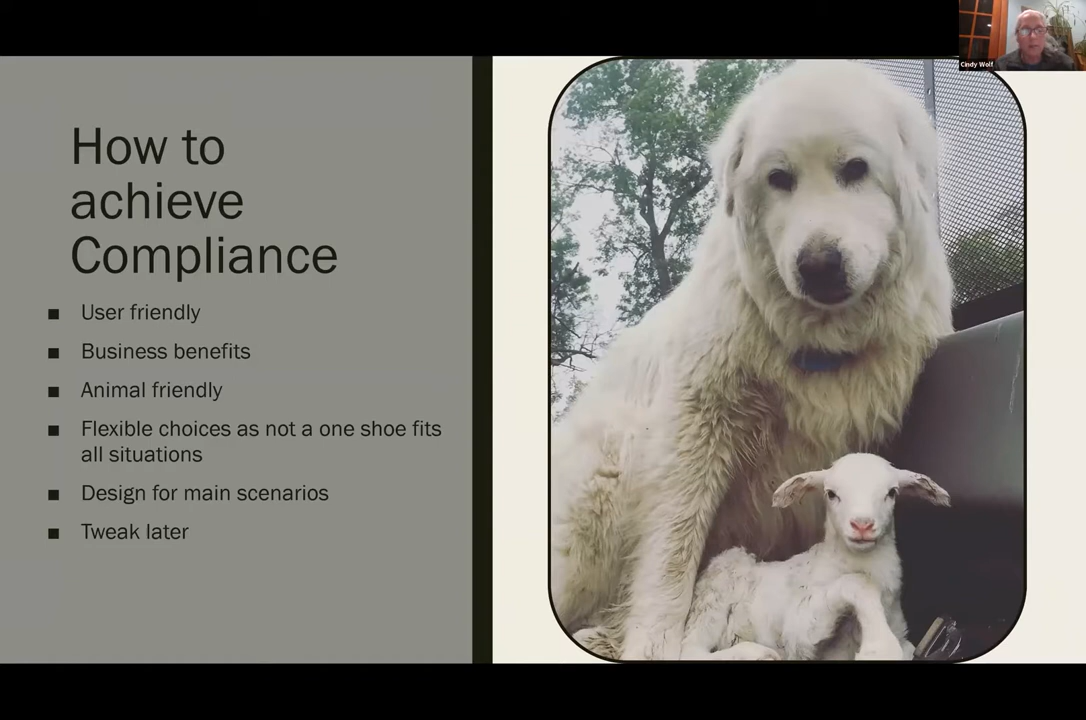 Cindy Wolf
How to
achieve
Compliance
■ User friendly
■ Business benefits
■ Animal friendly
■ Flexible choices as not a one shoe fits
all situations
■ Design for main scenarios
■ Tweak later